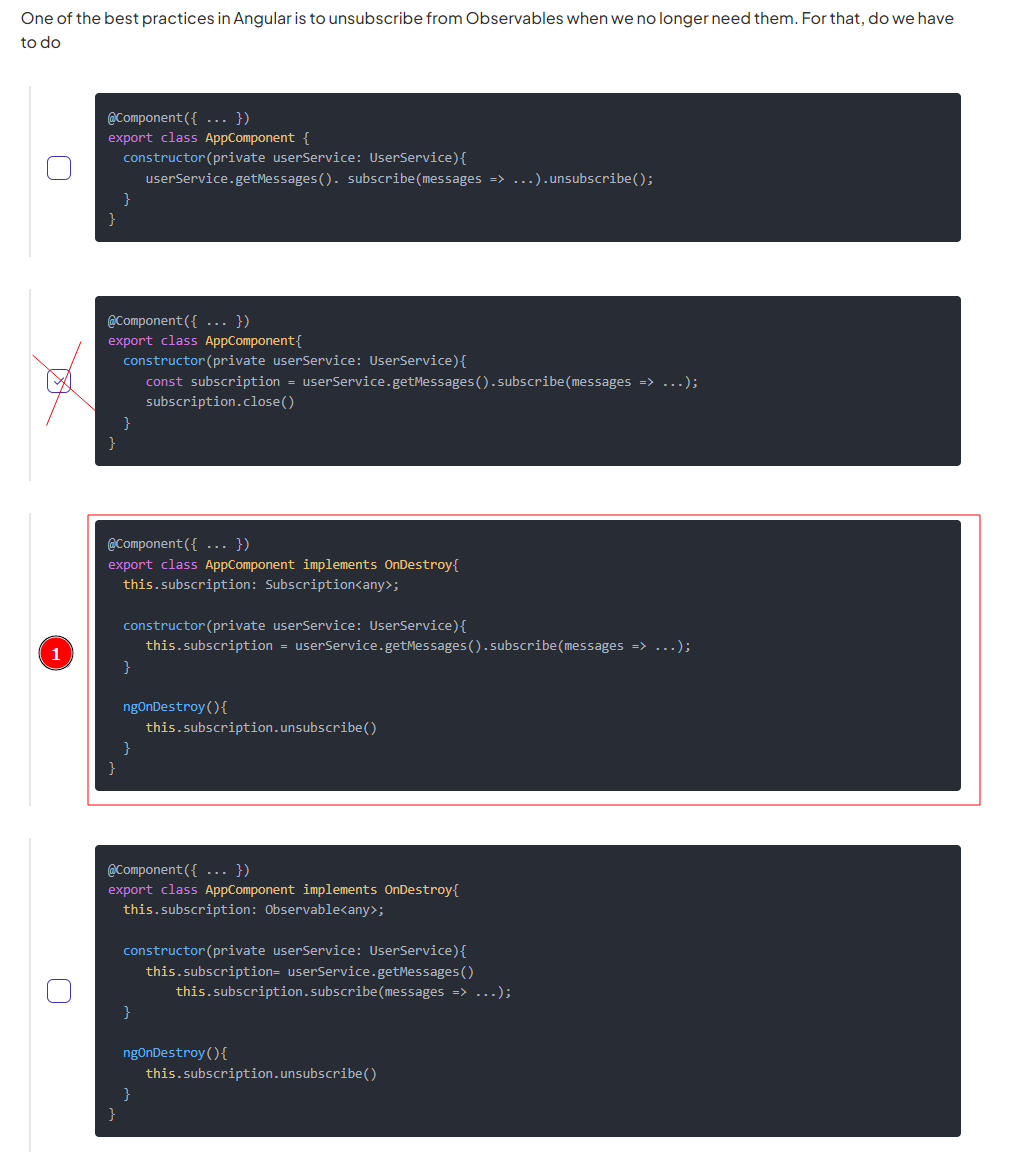 One of the best practices in Angular is to unsubscribe from Observables when we no longer need them. For that, do we have
to do
@Component({ ... })
export class AppComponent {
  constructor(private userService: UserService){
     userService.getMessages(). subscribe(messages => ...).unsubscribe();
  }
}
@Component({ ... })
export class AppComponent{
  constructor(private userService: UserService){
     const subscription = userService.getMessages().subscribe(messages => ...);
     subscription.close()
  }
}
@Component({ ... })
export class AppComponent implements OnDestroy{
  this.subscription: Subscription<any>;
  constructor(private userService: UserService){
     this.subscription = userService.getMessages().subscribe(messages => ...);
  }
1
  ngOnDestroy(){
     this.subscription.unsubscribe()
  }
}
@Component({ ... })
export class AppComponent implements OnDestroy{
  this.subscription: Observable<any>;
  constructor(private userService: UserService){
     this.subscription= userService.getMessages()
         this.subscription.subscribe(messages => ...);
  }
  ngOnDestroy(){
     this.subscription.unsubscribe()
  }
}